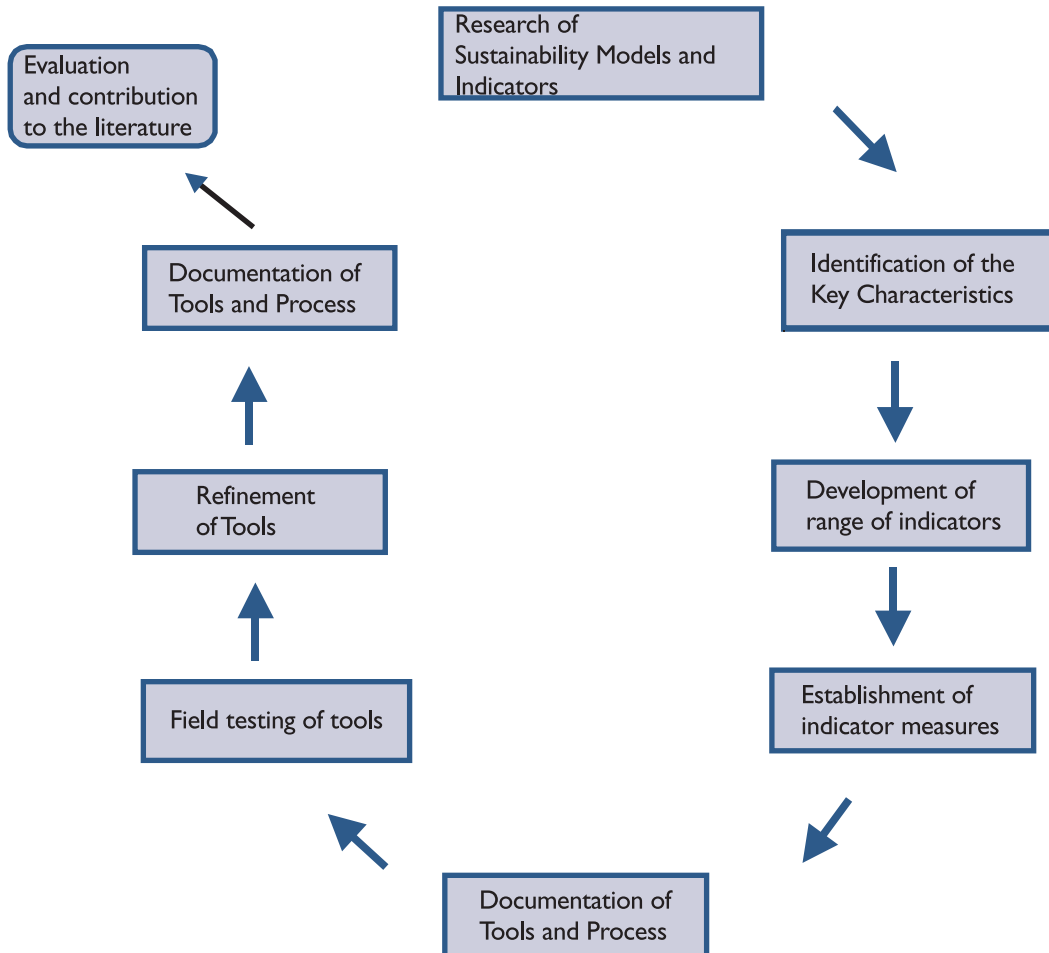 Research of
Sustainability Models and
Indicators
Identification of the
Key Characteristics
Development of
range of indicators
Establishment of
indicator measures
Documentation of
Tools and Process
Field testing of tools
Refinement
of Tools
Documentation of
Tools and Process
Evaluation
and contribution
to the literature